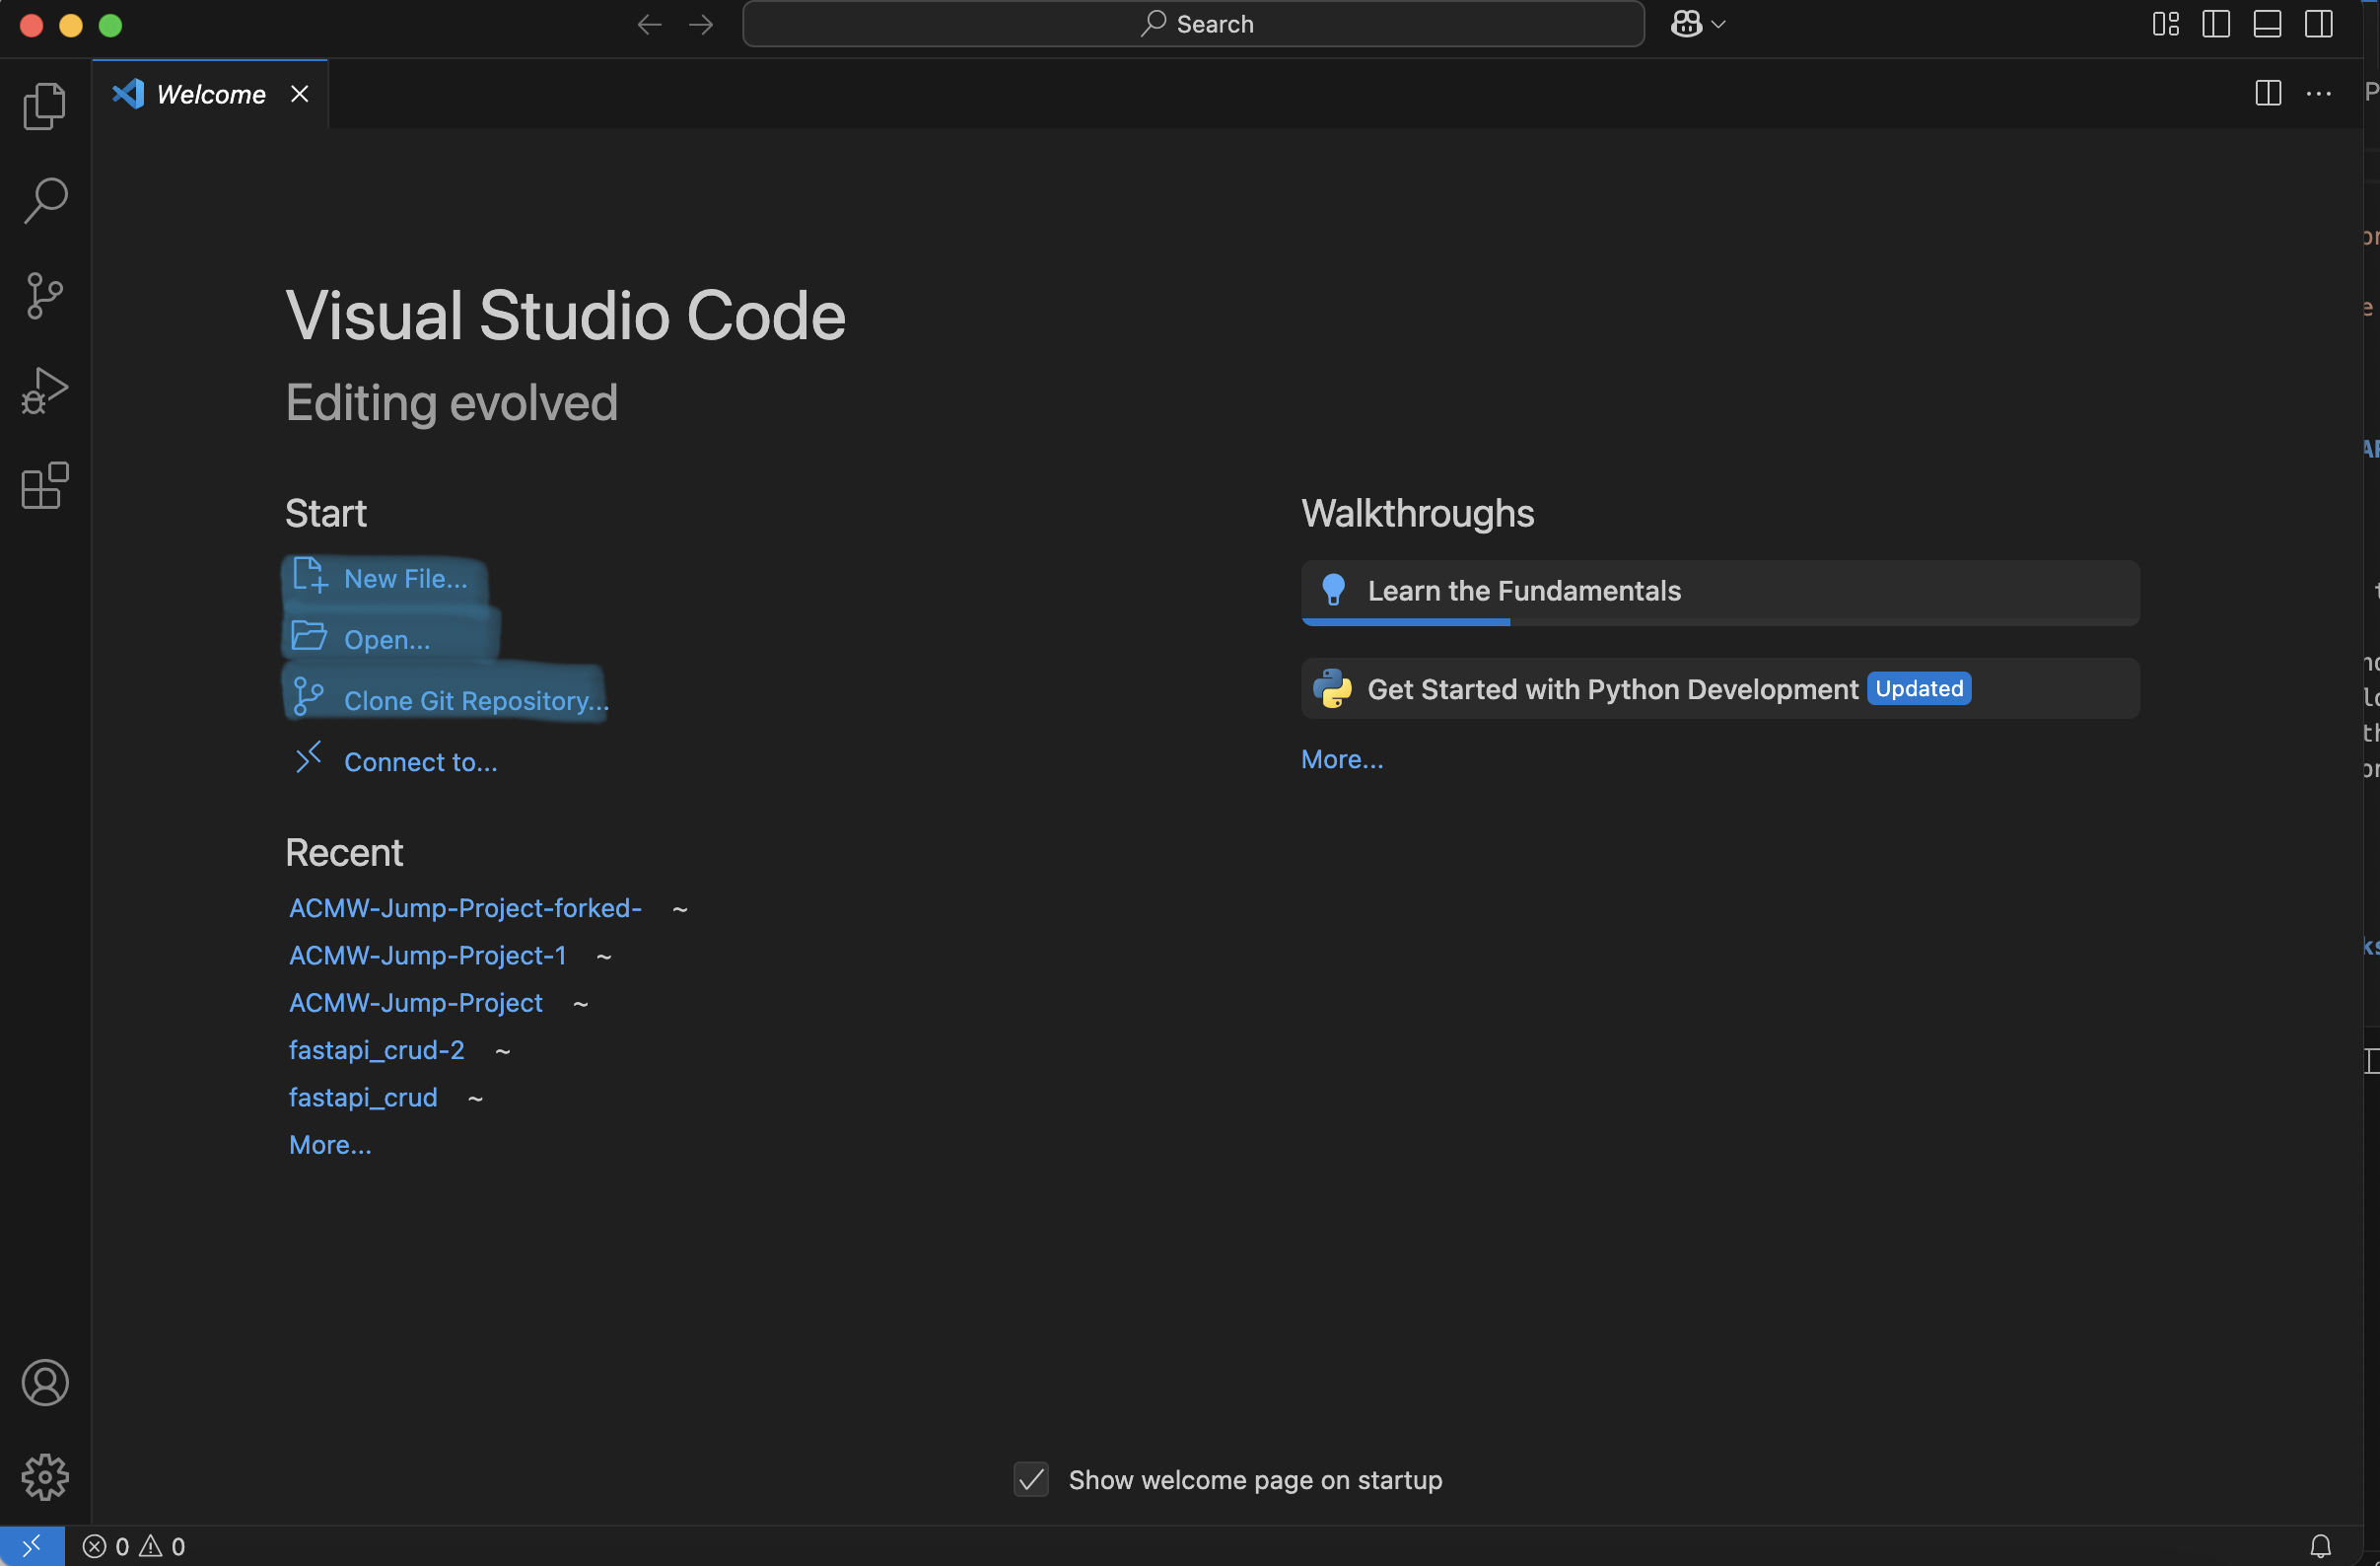 Search
Welcome
Visual Studio Code
Editing evolved
Start
New File...
Open...
Clone Git Repository...
Connect to...
Recent
ACMW-Jump-Project-forked- ~
ACMW-Jump-Project-1 ~
ACMW-Jump-Project ~
fastapi_crud-2 ~
fastapi_crud ~
More...
Walkthroughs
Learn the Fundamentals
Get Started with Python Development Updated
More...
Show welcome page on startup
0 0